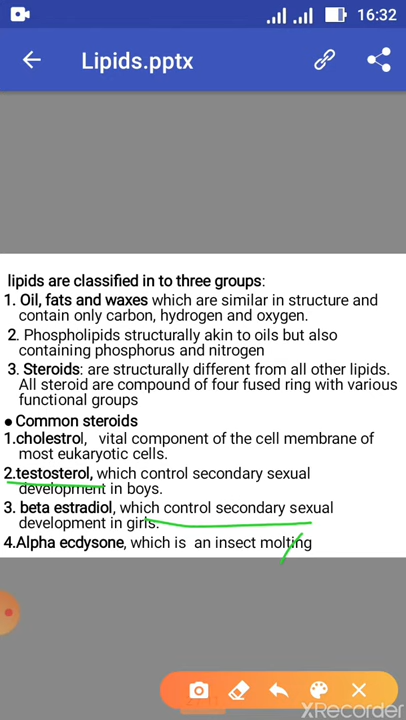 16:32
Lipids.pptx
lipids are classified in to three groups:
1. Oil, fats and waxes which are similar in structure and
contain only carbon, hydrogen and oxygen.
2. Phospholipids structurally akin to oils but also
containing phosphorus and nitrogen
3. Steroids: are structurally different from all other lipids.
All steroid are compound of four fused ring with various
functional groups
● Common steroids
1.cholestrol, vital component of the cell membrane of
most eukaryotic cells.
2.testosterol, which control secondary sexual
development in boys.
3. beta estradiol, which control secondary sexual
development in girls.
4.Alpha ecdysone, which is an insect molting
XRecorder